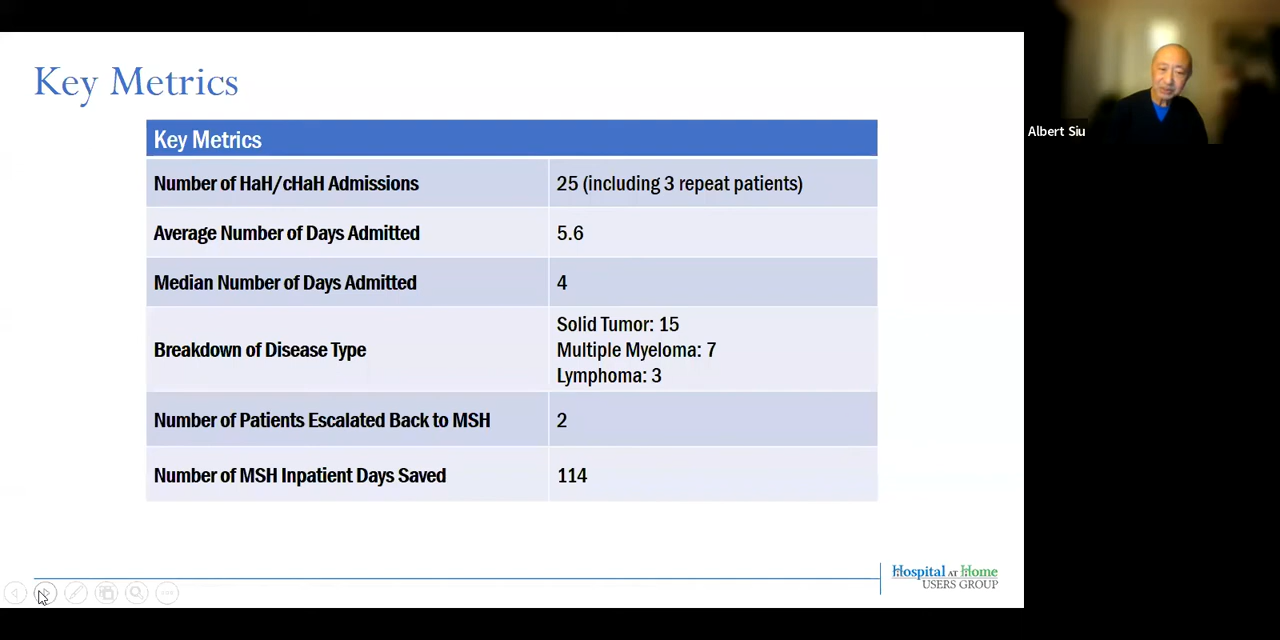 Key Metrics
Key Metrics
Number of HaH/cHaH Admissions
25 (including 3 repeat patients)
Average Number of Days Admitted
5.6
Median Number of Days Admitted
4
Breakdown of Disease Type
Solid Tumor: 15
Multiple Myeloma: 7
Lymphoma: 3
Number of Patients Escalated Back to MSH
2
Number of MSH Inpatient Days Saved
114
Hospital AT Home
USERS GROUP
Albert Siu